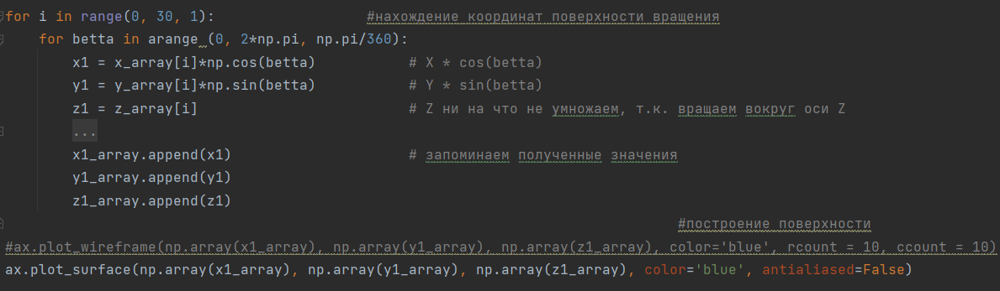 for i in range(0, 30, 1): #нахождение координат поверхности вращения
for betta in arange (0, 2*np.pi, np.pi/360):
x1 = x_array[i]*np.cos(betta) # X * cos(betta)
y1 = y_array[i]*np.sin(betta) # Y * sin(betta)
z1 = z_array[i] # Z ни на что не умножаем, т.к. вращаем вокруг оси Z
...
x1_array.append(x1) # запоминаем полученные значения
y1_array.append(y1)
z1_array.append(z1)
#построение поверхности
#ax.plot_wireframe(np.array(x1_array), np.array(y1_array), np.array(z1_array), color='blue', rcount = 10, ccount = 10)
ax.plot_surface(np.array(x1_array), np.array(y1_array), np.array(z1_array), color='blue', antialiased=False)